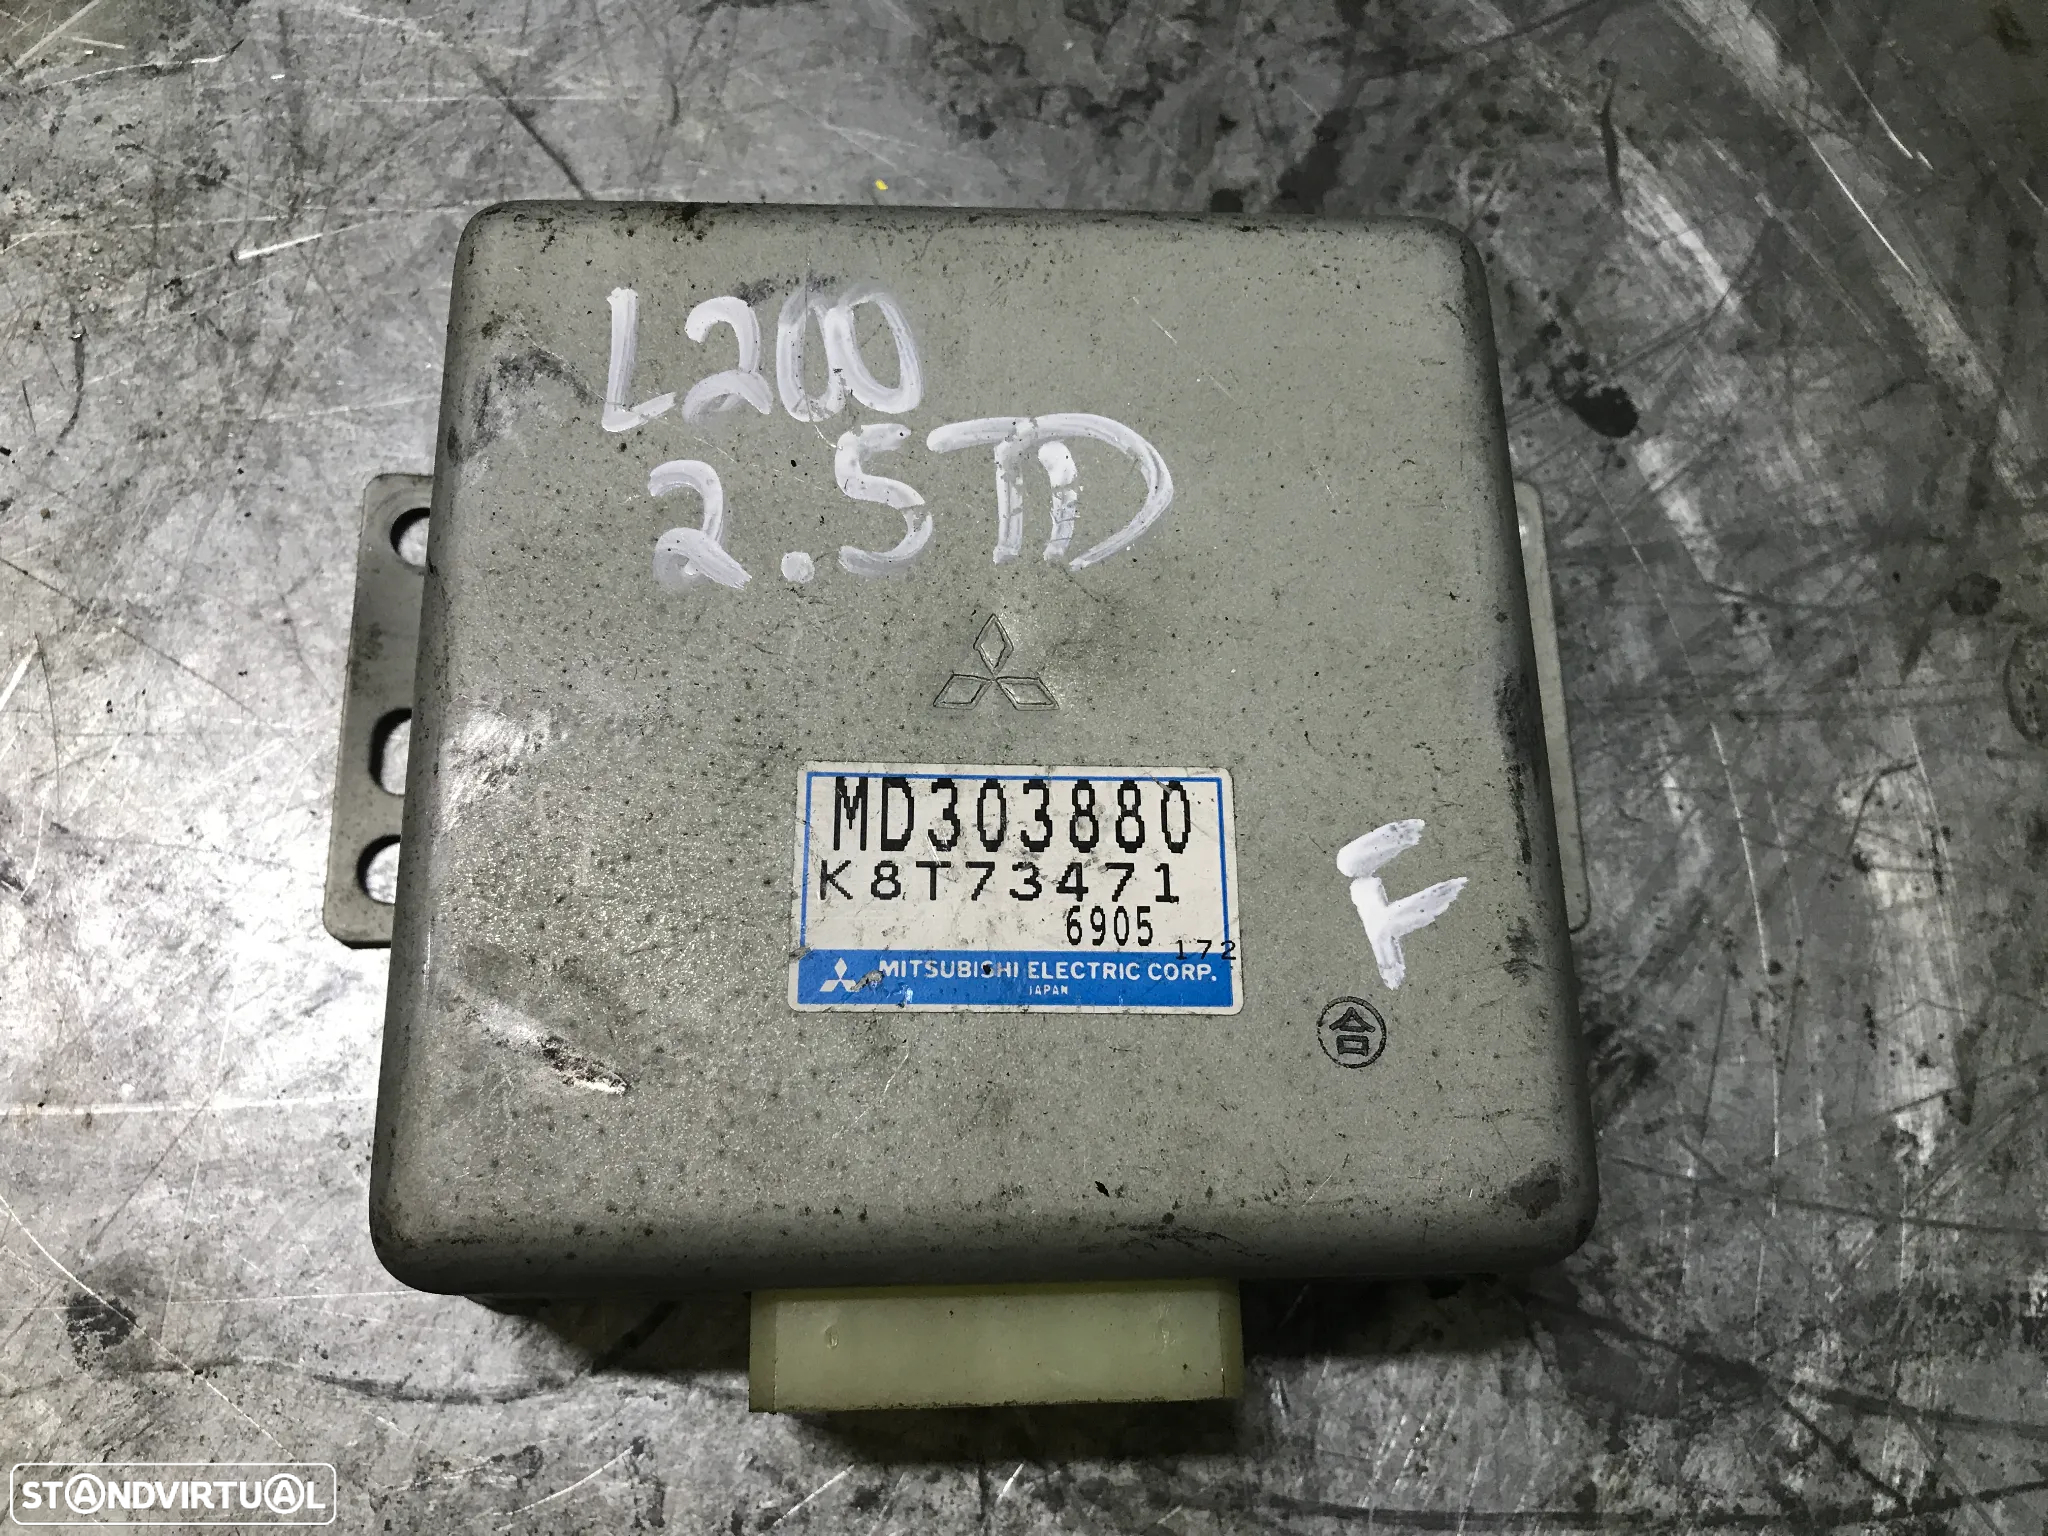 L200
2.5TD
MD303880
K8T73471
6905
172
MITSUBISHI ELECTRIC CORP.
JAPAN
F
合
STANDVIRTUAL